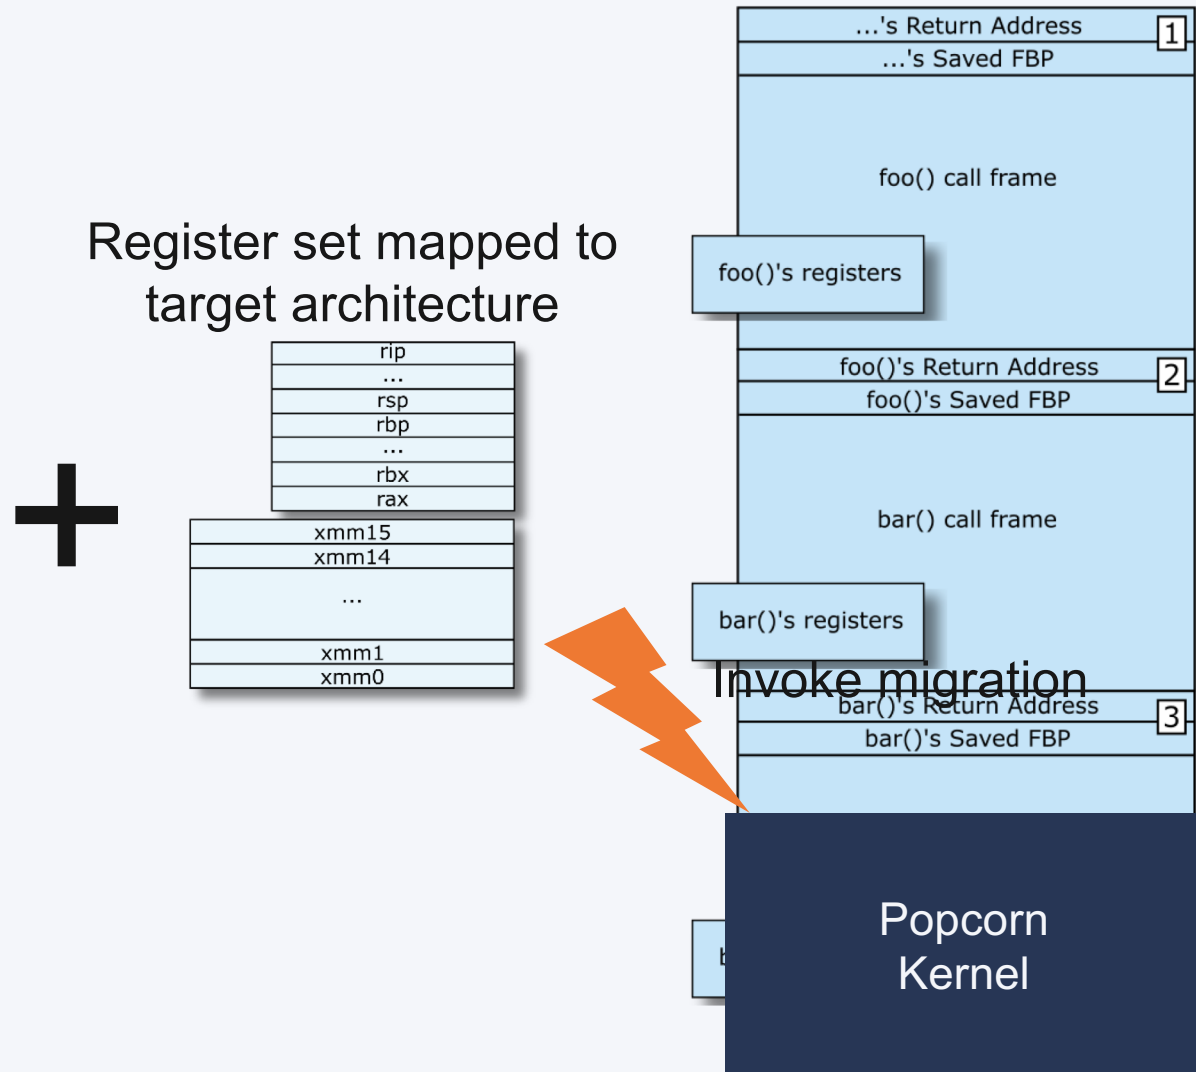 ...'s Return Address
1
...'s Saved FBP
foo() call frame
Register set mapped to
target architecture
foo()'s registers
rip
...
rsp
rbp
...
rbx
rax
xmm15
xmm14
...
xmm1
xmm0
foo()'s Return Address
2
foo()'s Saved FBP
bar() call frame
bar()'s registers
Invoke migration
bar()'s Return Address
3
bar()'s Saved FBP
Popcorn
Kernel